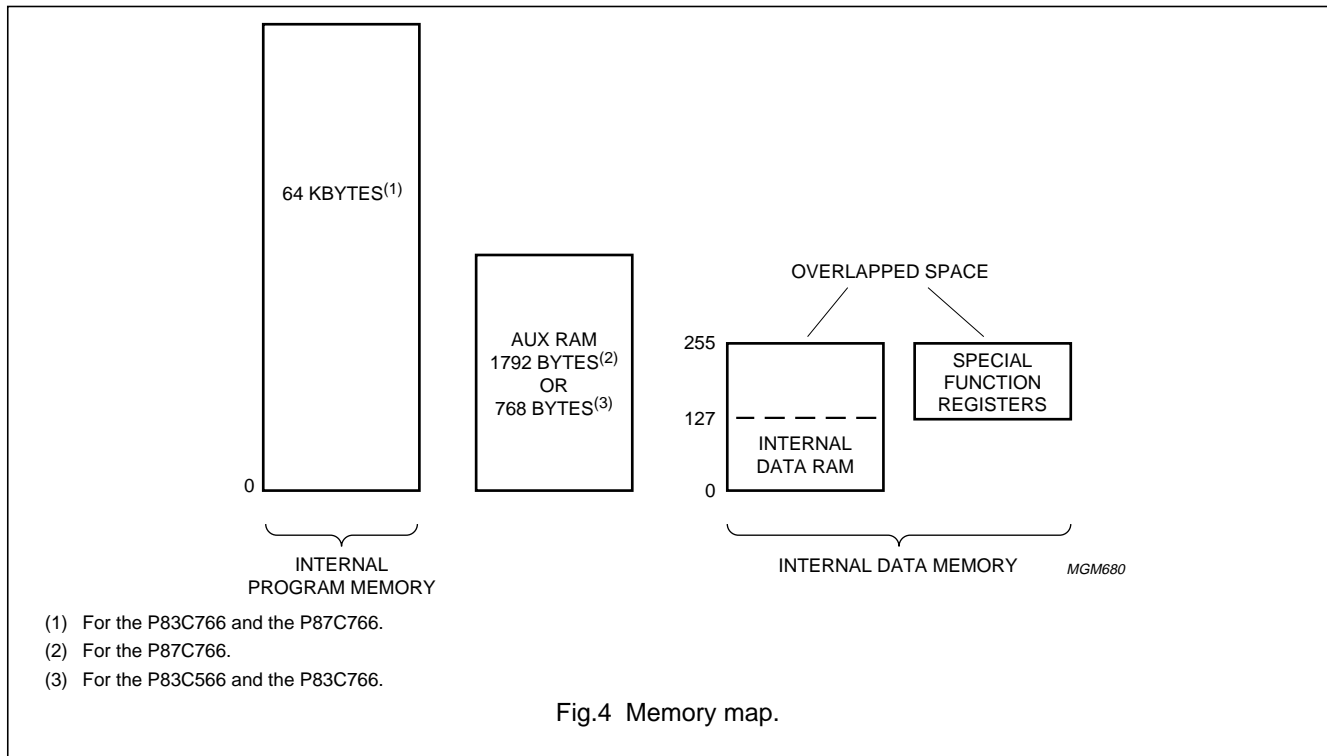 64 KBYTES(1)
0
INTERNAL
PROGRAM MEMORY
AUX RAM
1792 BYTES(2)
OR
768 BYTES(3)
OVERLAPPED SPACE
255
127
0
INTERNAL
DATA RAM
SPECIAL
FUNCTION
REGISTERS
INTERNAL DATA MEMORY
MGM680
(1) For the P83C766 and the P87C766.
(2) For the P87C766.
(3) For the P83C566 and the P83C766.
Fig.4 Memory map.